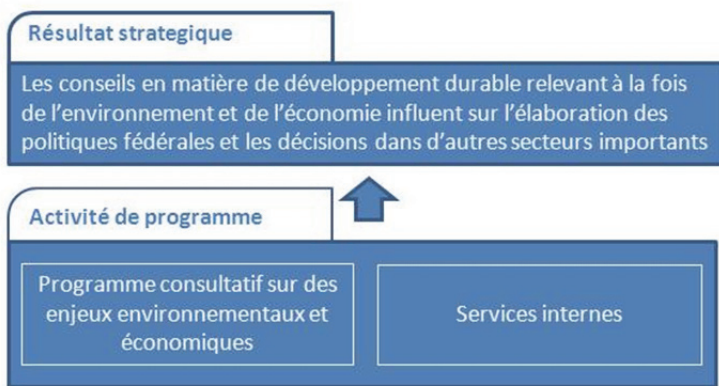 Résultat strategique
Les conseils en matière de développement durable relevant à la fois
de l'environnement et de l'économie influent sur l'élaboration des
politiques fédérales et les décisions dans d'autres secteurs importants
Activité de programme
Programme consultatif sur des
enjeux environnementaux et
économiques
Services internes